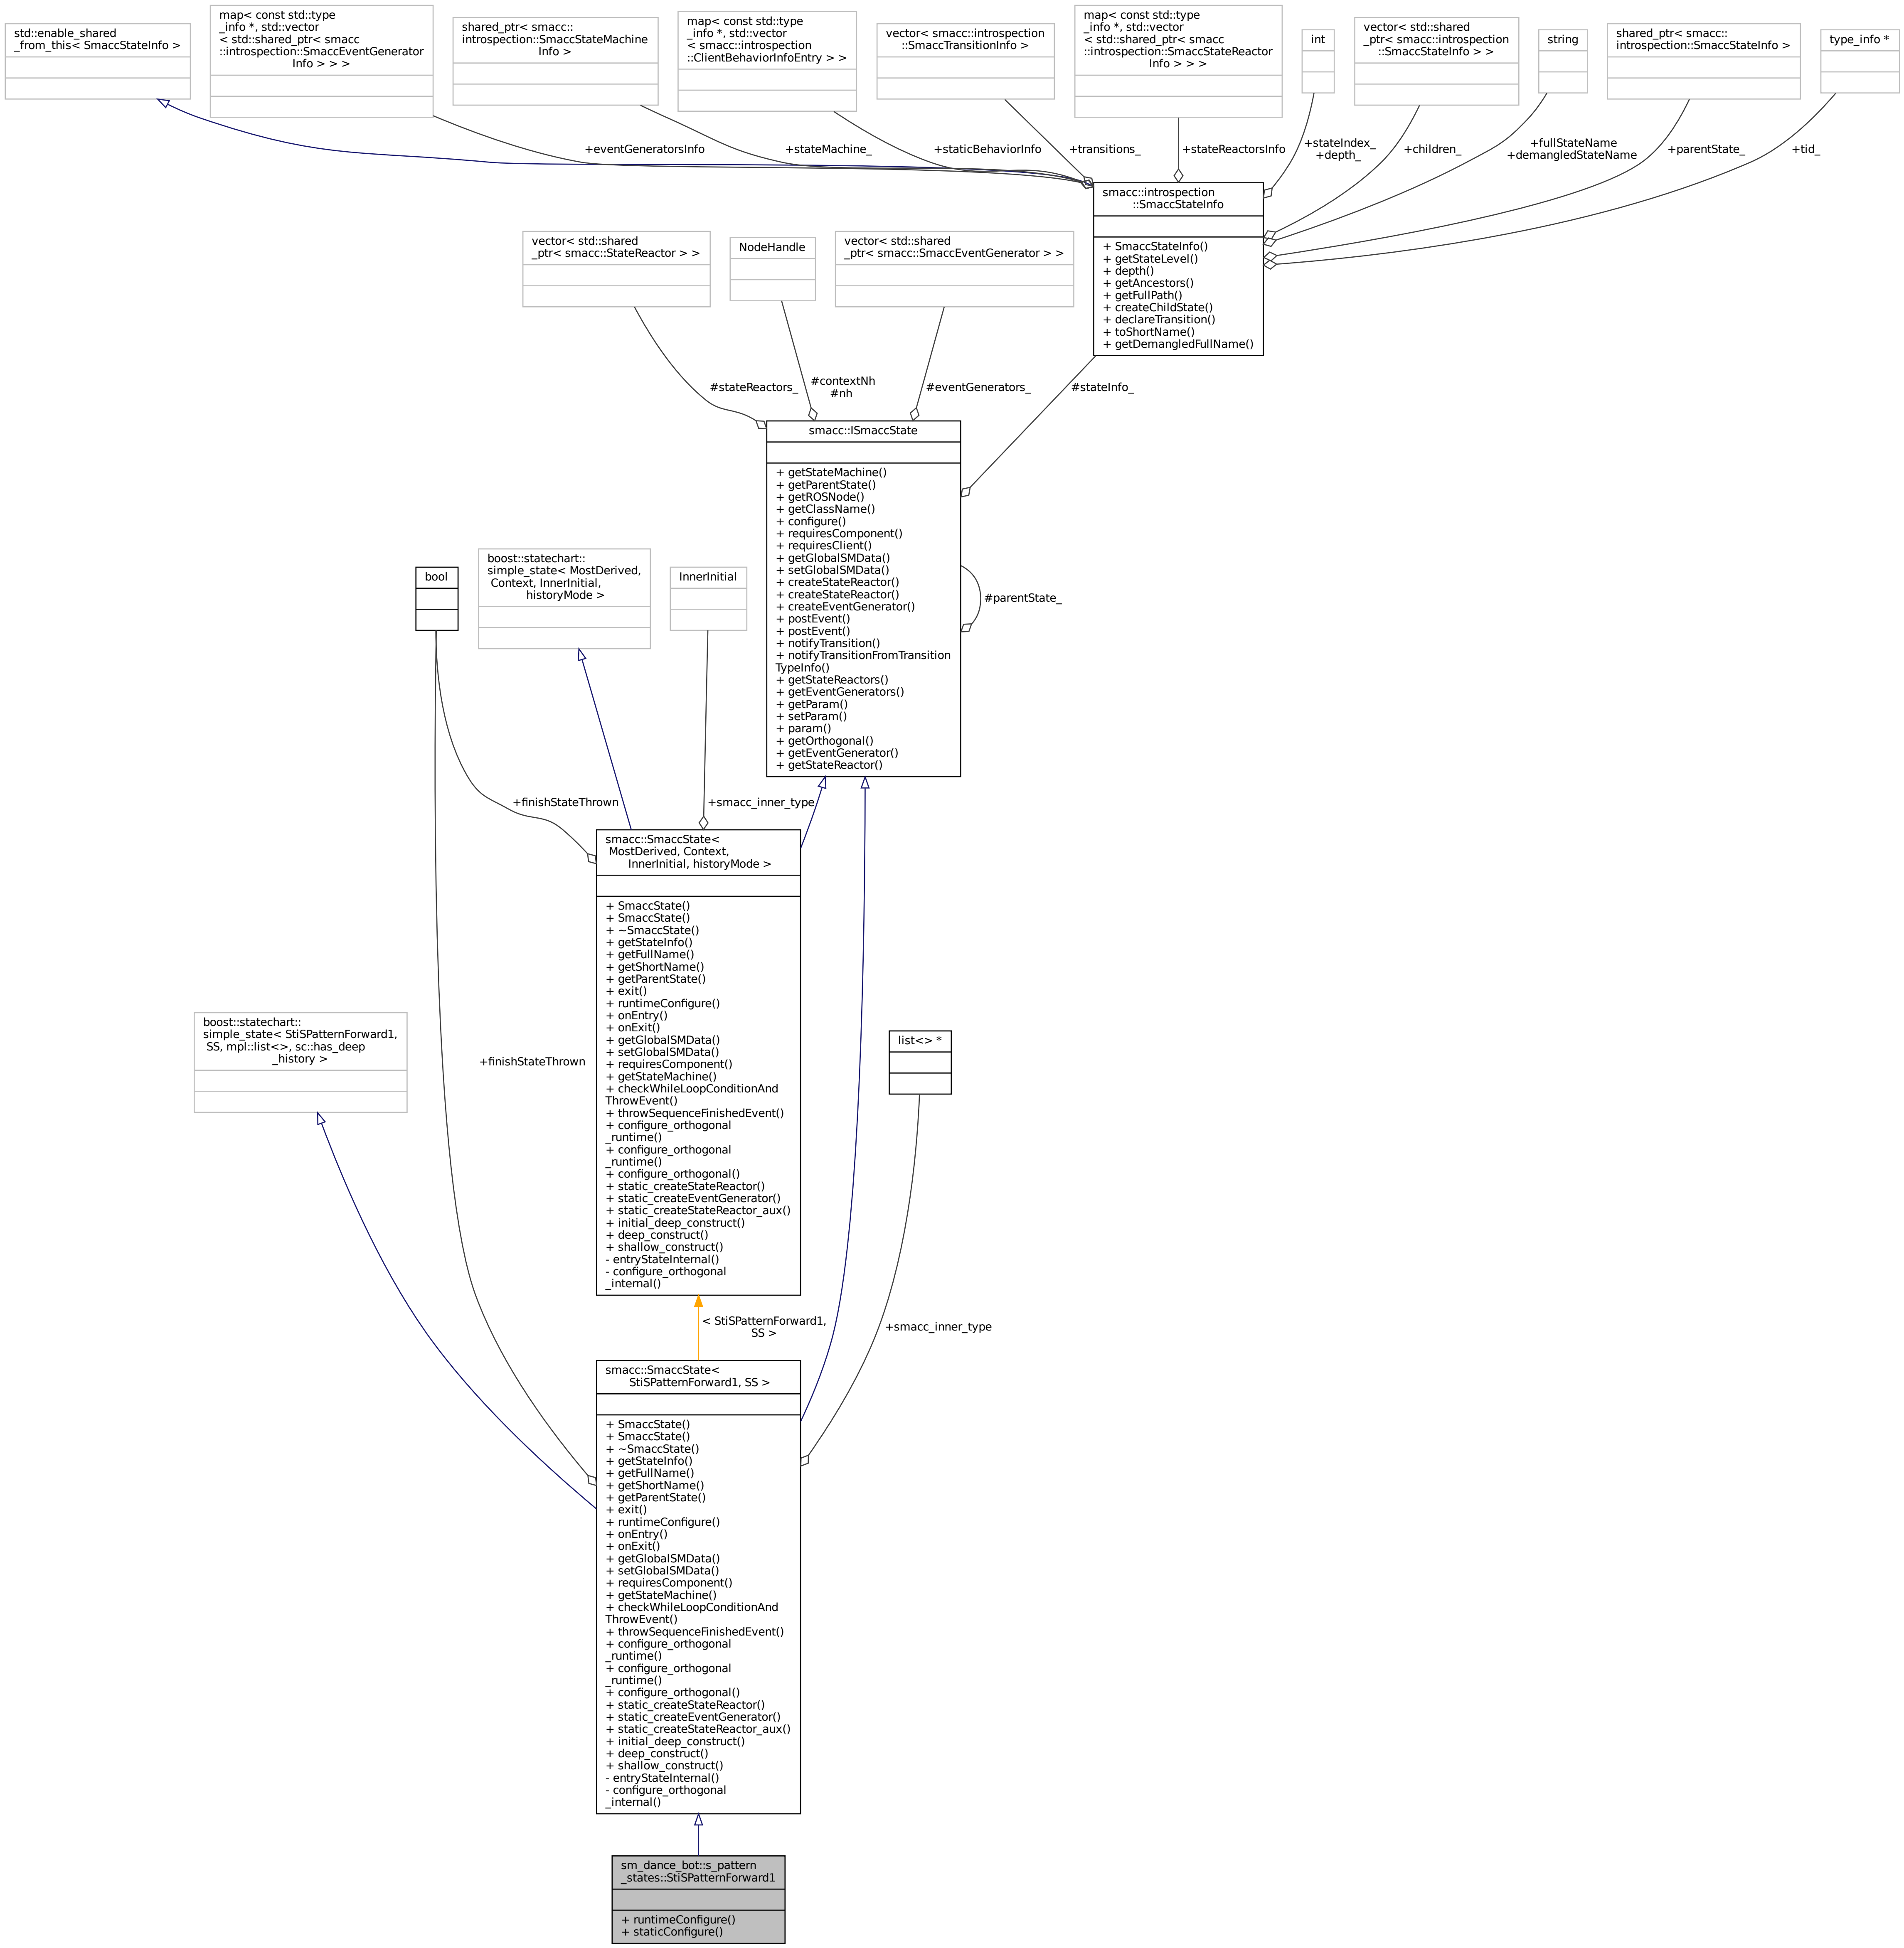 std::enable_shared
_from_this< SmaccStateInfo >
map< const std::type
_info *, std::vector
< std::shared_ptr< smacc
::introspection::SmaccEventGenerator
Info > > >
shared_ptr< smacc::
introspection::SmaccStateMachine
Info >
map< const std::type
_info *, std::vector
< smacc::introspection
::ClientBehaviorInfoEntry > >
vector< smacc::introspection
::SmaccTransitionInfo >
map< const std::type
_info *, std::vector
< std::shared_ptr< smacc
::introspection::SmaccStateReactor
Info > > >
int
vector< std::shared
_ptr< smacc::introspection
::SmaccStateInfo > >
string
shared_ptr< smacc::
introspection::SmaccStateInfo >
type_info *
+eventGeneratorsInfo
+stateMachine_
+staticBehaviorInfo
+transitions_
+stateReactorsInfo
+stateIndex_
+depth_
+children_
+fullStateName
+demangledStateName
+parentState_
+tid_
smacc::introspection
::SmaccStateInfo
+ SmaccStateInfo()
+ getStateLevel()
+ depth()
+ getAncestors()
+ getFullPath()
+ createChildState()
+ declareTransition()
+ toShortName()
+ getDemangledFullName()
vector< std::shared
_ptr< smacc::StateReactor > >
NodeHandle
vector< std::shared
_ptr< smacc::SmaccEventGenerator > >
#stateReactors_
#contextNh
#nh
#eventGenerators_
#stateInfo_
smacc::ISmaccState
+ getStateMachine()
+ getParentState()
+ getROSNode()
+ getClassName()
+ configure()
+ requiresComponent()
+ requiresClient()
+ getGlobalSMData()
+ setGlobalSMData()
+ createStateReactor()
+ createStateReactor()
+ createEventGenerator()
+ postEvent()
+ postEvent()
+ notifyTransition()
+ notifyTransitionFromTransition
TypeInfo()
+ getStateReactors()
+ getEventGenerators()
+ getParam()
+ setParam()
+ param()
+ getOrthogonal()
+ getEventGenerator()
+ getStateReactor()
#parentState_
bool
boost::statechart::
simple_state< MostDerived,
Context, InnerInitial,
historyMode >
InnerInitial
+finishStateThrown
+smacc_inner_type
smacc::SmaccState<
MostDerived, Context,
InnerInitial, historyMode >
+ SmaccState()
+ SmaccState()
+ ~SmaccState()
+ getStateInfo()
+ getFullName()
+ getShortName()
+ getParentState()
+ exit()
+ runtimeConfigure()
+ onEntry()
+ onExit()
+ getGlobalSMData()
+ setGlobalSMData()
+ requiresComponent()
+ getStateMachine()
+ checkWhileLoopConditionAnd
ThrowEvent()
+ throwSequenceFinishedEvent()
+ configure_orthogonal
_runtime()
+ configure_orthogonal
_runtime()
+ configure_orthogonal()
+ static_createStateReactor()
+ static_createEventGenerator()
+ static_createStateReactor_aux()
+ initial_deep_construct()
+ deep_construct()
+ shallow_construct()
- entryStateInternal()
- configure_orthogonal
_internal()
boost::statechart::
simple_state< StiSPatternForward1,
SS, mpl::list<>, sc::has_deep
_history >
+finishStateThrown
list<> *
< StiSPatternForward1,
SS >
+smacc_inner_type
smacc::SmaccState<
StiSPatternForward1, SS >
+ SmaccState()
+ SmaccState()
+ ~SmaccState()
+ getStateInfo()
+ getFullName()
+ getShortName()
+ getParentState()
+ exit()
+ runtimeConfigure()
+ onEntry()
+ onExit()
+ getGlobalSMData()
+ setGlobalSMData()
+ requiresComponent()
+ getStateMachine()
+ checkWhileLoopConditionAnd
ThrowEvent()
+ throwSequenceFinishedEvent()
+ configure_orthogonal
_runtime()
+ configure_orthogonal
_runtime()
+ configure_orthogonal()
+ static_createStateReactor()
+ static_createEventGenerator()
+ static_createStateReactor_aux()
+ initial_deep_construct()
+ deep_construct()
+ shallow_construct()
- entryStateInternal()
- configure_orthogonal
_internal()
sm_dance_bot::s_pattern
_states::StiSPatternForward1
+ runtimeConfigure()
+ staticConfigure()